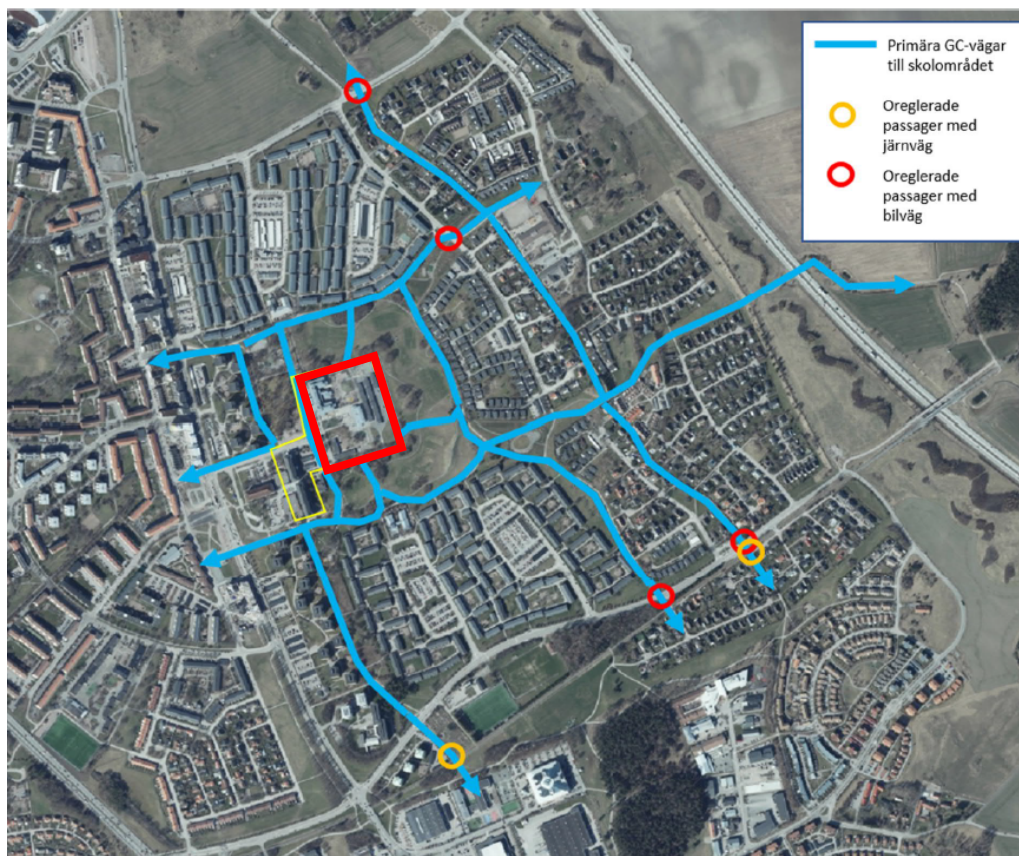 Primära GC-vägar
till skolområdet
Oreglerade
passager med
järnväg
Oreglerade
passager med
bilväg